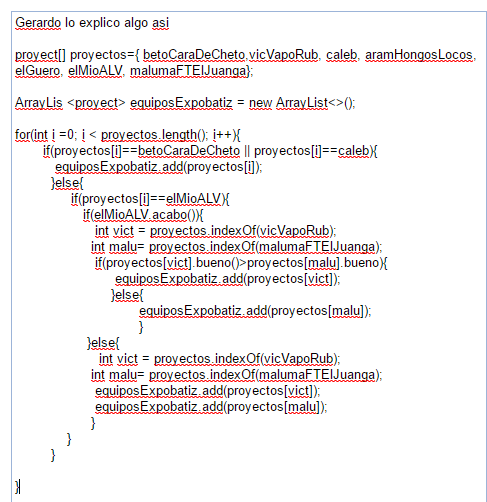 Gerardo lo explico algo asi
proyect[] proyectos={ betoCaraDeCheto,vicVapoRub, caleb, aramHongosLocos,
elGuero, elMioALV, malumaFTElJuanga};
ArrayLis <proyect> equiposExpobatiz = new ArrayList<>();
for(int i =0; i < proyectos.length(); i++){
if(proyectos[i]==betoCaraDeCheto || proyectos[i]==caleb){
equiposExpobatiz.add(proyectos[i]);
}else{
if(proyectos[i]==elMioALV){
if(elMioALV.acabo()){
int vict = proyectos.indexOf(vicVapoRub);
int malu= proyectos.indexOf(malumaFTElJuanga);
if(proyectos[vict].bueno()>proyectos[malu].bueno){
equiposExpobatiz.add(proyectos[vict]);
}else{
equiposExpobatiz.add(proyectos[malu]);
}
}else{
int vict = proyectos.indexOf(vicVapoRub);
int malu= proyectos.indexOf(malumaFTElJuanga);
equiposExpobatiz.add(proyectos[vict]);
equiposExpobatiz.add(proyectos[malu]);
}
}
}
}